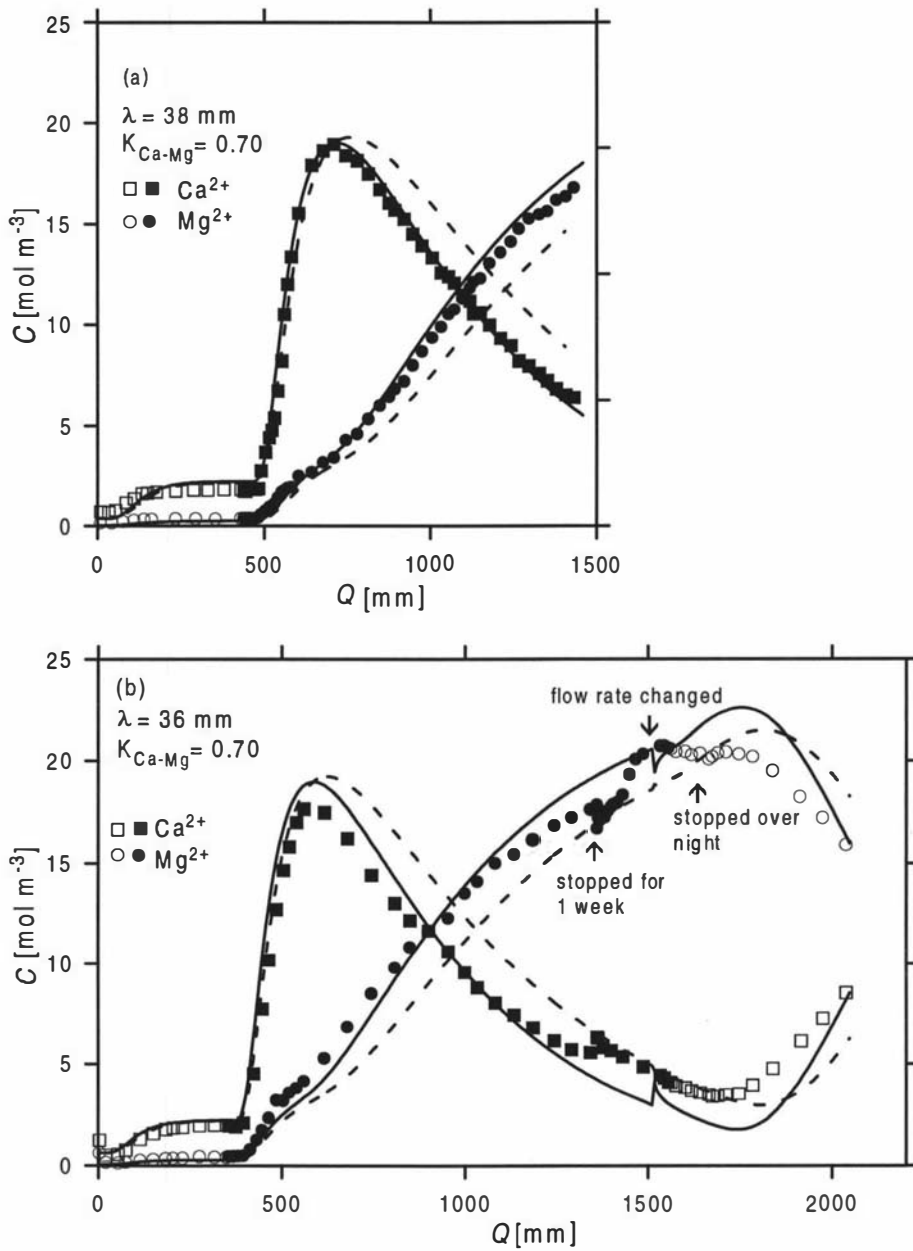 25
(a)
λ = 38 mm
K_Ca-Mg = 0.70
□ ■ Ca²⁺
○ ● Mg²⁺
20
15
10
5
0
C [mol m⁻³]
0 500 1000 1500
Q [mm]
25
(b)
λ = 36 mm
K_Ca-Mg = 0.70
□ ■ Ca²⁺
○ ● Mg²⁺
flow rate changed
stopped over
night
stopped for
1 week
20
15
10
5
0
C [mol m⁻³]
0 500 1000 1500 2000
Q [mm]